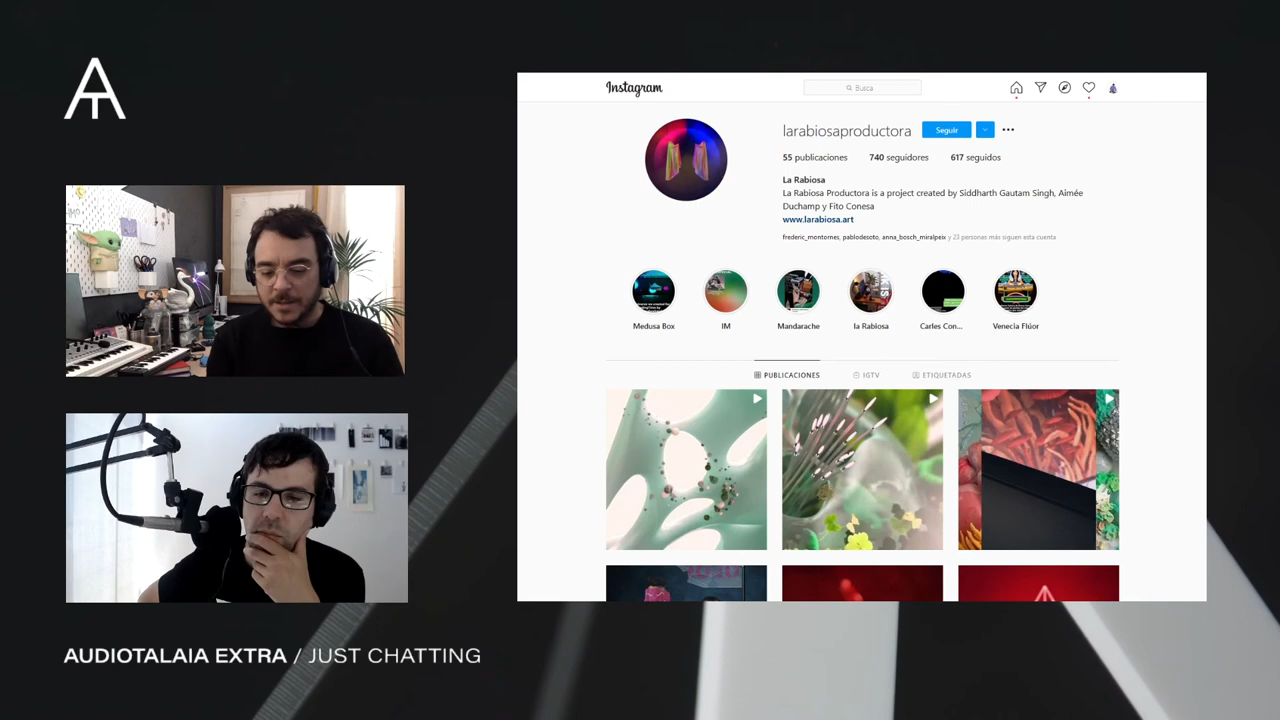 AT
Instagram
Busca
larabiosaproductora
Seguir
55 publicaciones 740 seguidores 617 seguidos
La Rabiosa
La Rabiosa Productora is a project created by Siddharth Gautam Singh, Aimée
Duchamp y Fito Conesa
www.larabiosa.art
frederic_montornes, pablodesoto, anna_bosch_miralpeix y 23 personas más siguen esta cuenta
Medusa Box IM Mandarache la Rabiosa Carles Con... Venecia Flúor
PUBLICACIONES IGTV ETIQUETADAS
AUDIOTALAIA EXTRA / JUST CHATTING